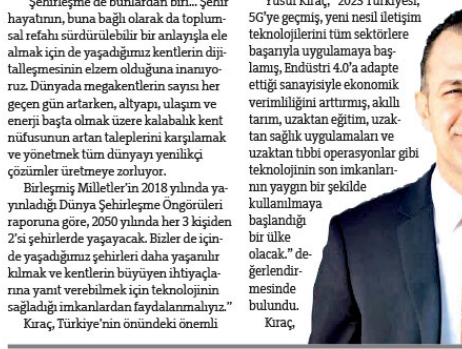 "Şehirleşme de bunlardan biri... Şehir
hayatının, buna bağlı olarak da toplum-
sal refahı sürdürülebilir bir anlayışla ele
almak için de yaşadığımız kentlerin diji-
talleşmesinin elzem olduğuna inanıyo-
ruz. Dünyada megakentlerin sayısı her
geçen gün artarken, altyapı, ulaşım ve
enerji başta olmak üzere kalabalık kent
nüfusunun artan taleplerini karşılamak
ve yönetmek tüm dünyayı yenilikçi
çözümler üretmeye zorluyor.
Birleşmiş Milletler'in 2018 yılında ya-
yınladığı Dünya Şehirleşme Öngörüleri
raporuna göre, 2050 yılında her 3 kişiden
2'si şehirlerde yaşayacak. Bizler de için-
de yaşadığımız şehirleri daha yaşanılır
kılmak ve kentlerin büyüyen ihtiyaçla-
rına yanıt verebilmek için teknolojinin
sağladığı imkanlardan faydalanmalıyız."
Kıraç, Türkiye'nin önündeki önemli
Yusuf Kıraç, "2023 Türkiyesi,
5G'ye geçmiş, yeni nesil iletişim
teknolojilerini tüm sektörlere
başarıyla uygulamaya baş-
lamış, Endüstri 4.0'a adapte
ettiği sanayisiyle ekonomik
verimliliğini arttırmış, akıllı
tarım, uzaktan eğitim, uzak-
tan sağlık uygulamaları ve
uzaktan tıbbi operasyonlar gibi
teknolojinin son imkanları-
nın yaygın bir şekilde
kullanılmaya
başlandığı
bir ülke
olacak." de-
ğerlendir-
mesinde
bulundu.
Kıraç,